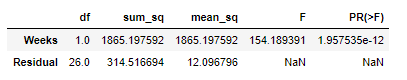 df sum_sq mean_sq F PR(>F)
Weeks 1.0 1865.197592 1865.197592 154.189391 1.957535e-12
Residual 26.0 314.516694 12.096796 NaN NaN